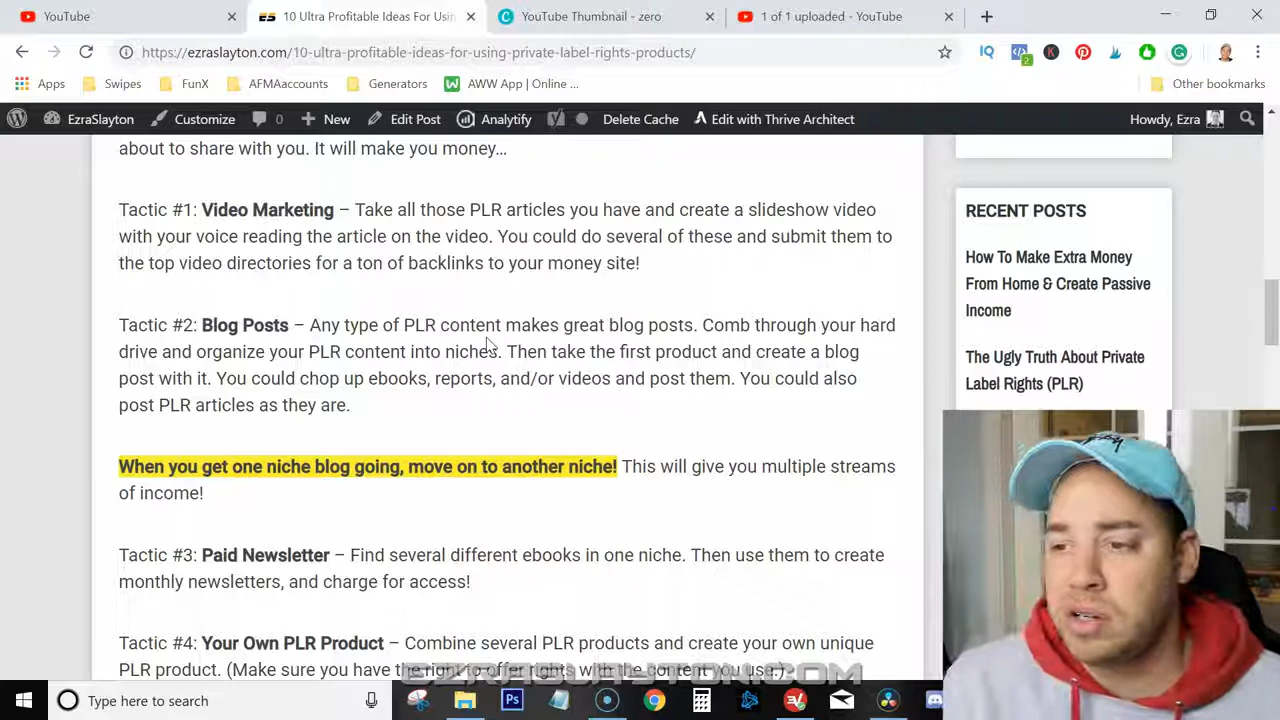 YouTube
10 Ultra Profitable Ideas For Usin
YouTube Thumbnail - zero
1 of 1 uploaded - YouTube
https://ezraslayton.com/10-ultra-profitable-ideas-for-using-private-label-rights-products/
Apps Swipes FunX AFMAaccounts Generators AWW App | Online ... Other bookmarks
EzraSlayton Customize 0 New Edit Post Analytify Delete Cache Edit with Thrive Architect Howdy, Ezra
about to share with you. It will make you money…
Tactic #1: Video Marketing – Take all those PLR articles you have and create a slideshow video
with your voice reading the article on the video. You could do several of these and submit them to
the top video directories for a ton of backlinks to your money site!
Tactic #2: Blog Posts – Any type of PLR content makes great blog posts. Comb through your hard
drive and organize your PLR content into niches. Then take the first product and create a blog
post with it. You could chop up ebooks, reports, and/or videos and post them. You could also
post PLR articles as they are.
When you get one niche blog going, move on to another niche! This will give you multiple streams
of income!
Tactic #3: Paid Newsletter – Find several different ebooks in one niche. Then use them to create
monthly newsletters, and charge for access!
Tactic #4: Your Own PLR Product – Combine several PLR products and create your own unique
PLR product. (Make sure you have the right to offer rights with the content you use.)
RECENT POSTS
How To Make Extra Money
From Home & Create Passive
Income
The Ugly Truth About Private
Label Rights (PLR)
Type here to search